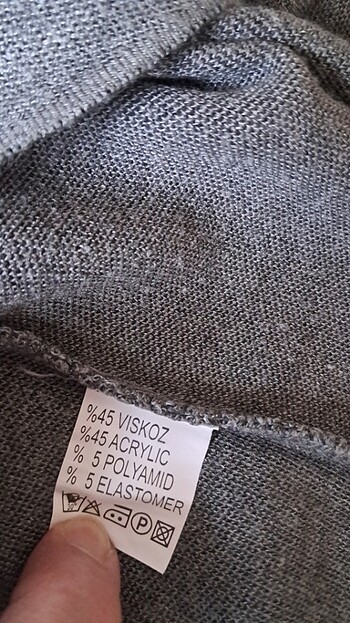 %45 VISKOZ
%45 ACRYLIC
% 5 POLYAMID
% 5 ELASTOMER
P